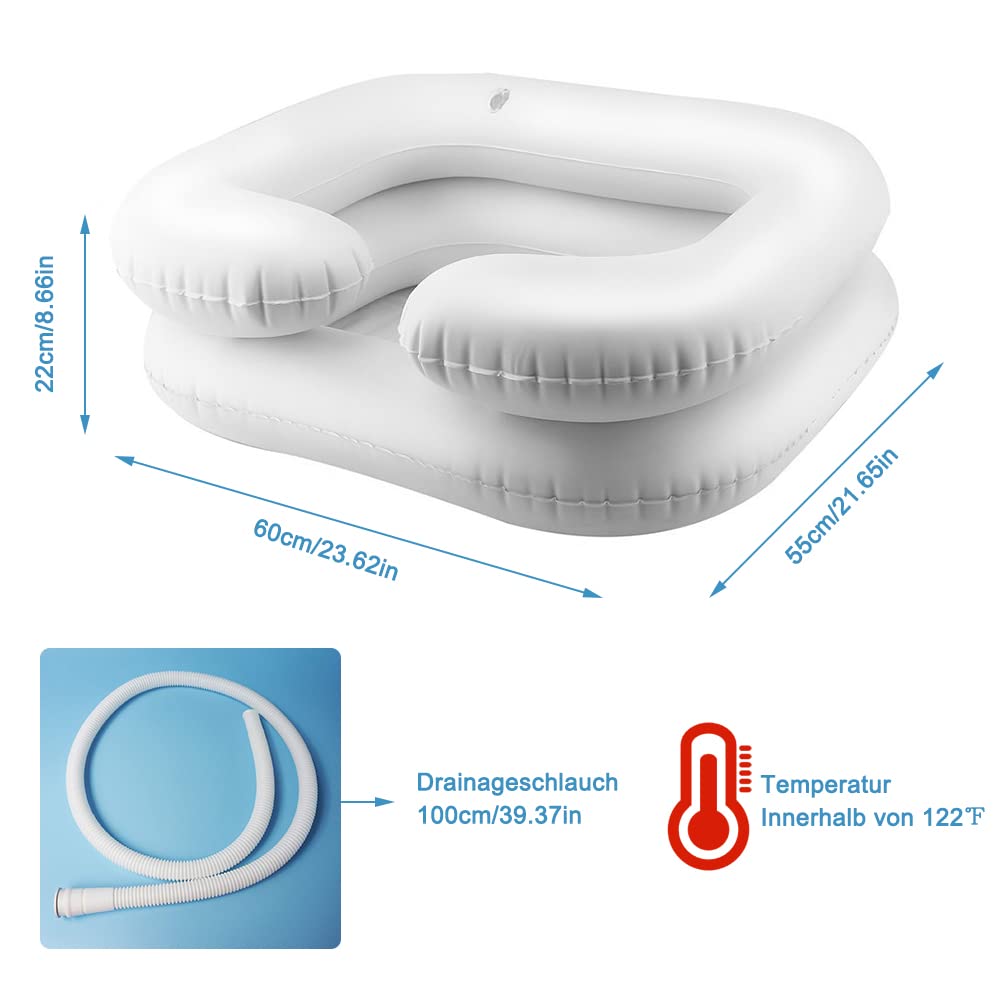 22cm/8.66in
60cm/23.62in
55cm/21.65in
Drainageschlauch
100cm/39.37in
Temperatur
Innerhalb von 122℉